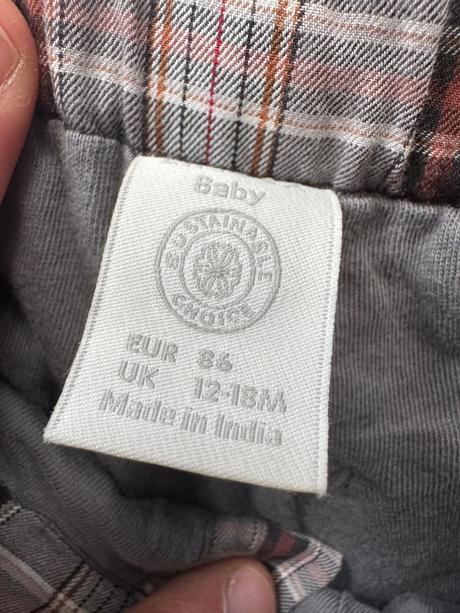 Baby
SUSTAINABLE
CHOICE
EUR 86
UK 12-18M
Made in India